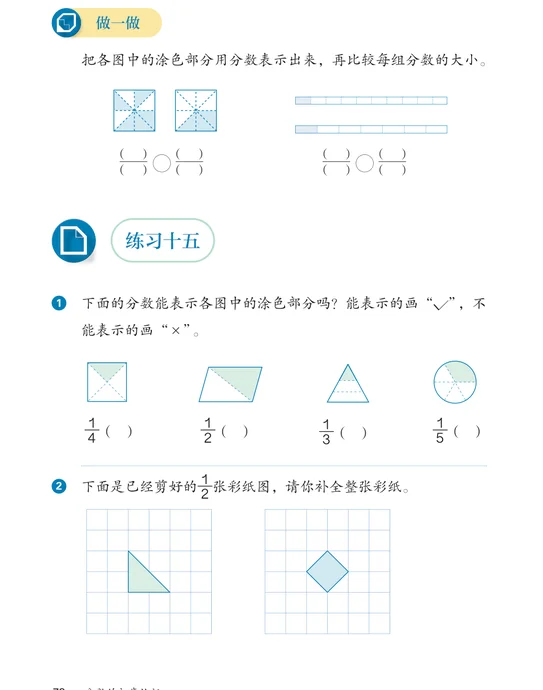 做一做
把各图中的涂色部分用分数表示出来，再比较每组分数的大小。
( )/( ) ○ ( )/( ) ( )/( ) ○ ( )/( )
练习十五
1 下面的分数能表示各图中的涂色部分吗？能表示的画“✓”，不
能表示的画“×”。
1/4 ( ) 1/2 ( ) 1/3 ( ) 1/5 ( )
2 下面是已经剪好的1/2张彩纸图，请你补全整张彩纸。